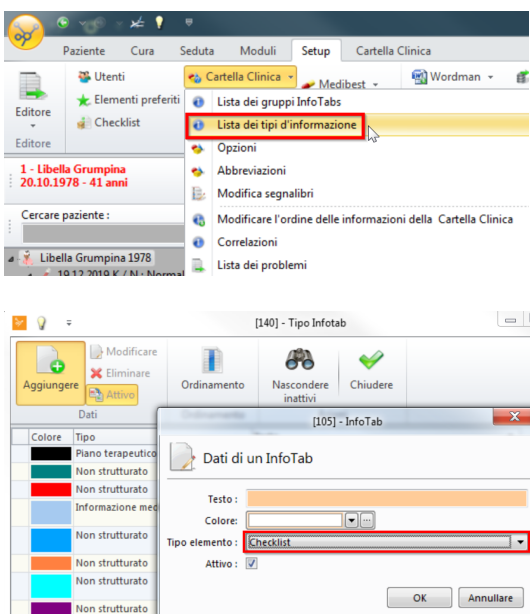 Paziente Cura Seduta Moduli Setup Cartella Clinica
Utenti Cartella Clinica Medibest Wordman
Elementi preferiti
Editore Checklist
Editore
Lista dei gruppi InfoTabs
Lista dei tipi d'informazione
Opzioni
Abbreviazioni
Modifica segnalibri
Modificare l'ordine delle informazioni della Cartella Clinica
Correlazioni
Lista dei problemi
1 - Libella Grumpina
20.10.1978 - 41 anni
Cercare paziente :
Libella Grumpina 1978
19.12.2019 K / N : Normal
[140] - Tipo Infotab
Aggiungere
Modificare
Eliminare
Attivo
Dati
Ordinamento
Nascondere
inattivi
Chiudere
Colore Tipo
Piano terapeutico
Non strutturato
Non strutturato
Informazione med
Non strutturato
Non strutturato
Non strutturato
Non strutturato
[105] - InfoTab
Dati di un InfoTab
Testo :
Colore:
Tipo elemento : Checklist
Attivo :
OK Annullare